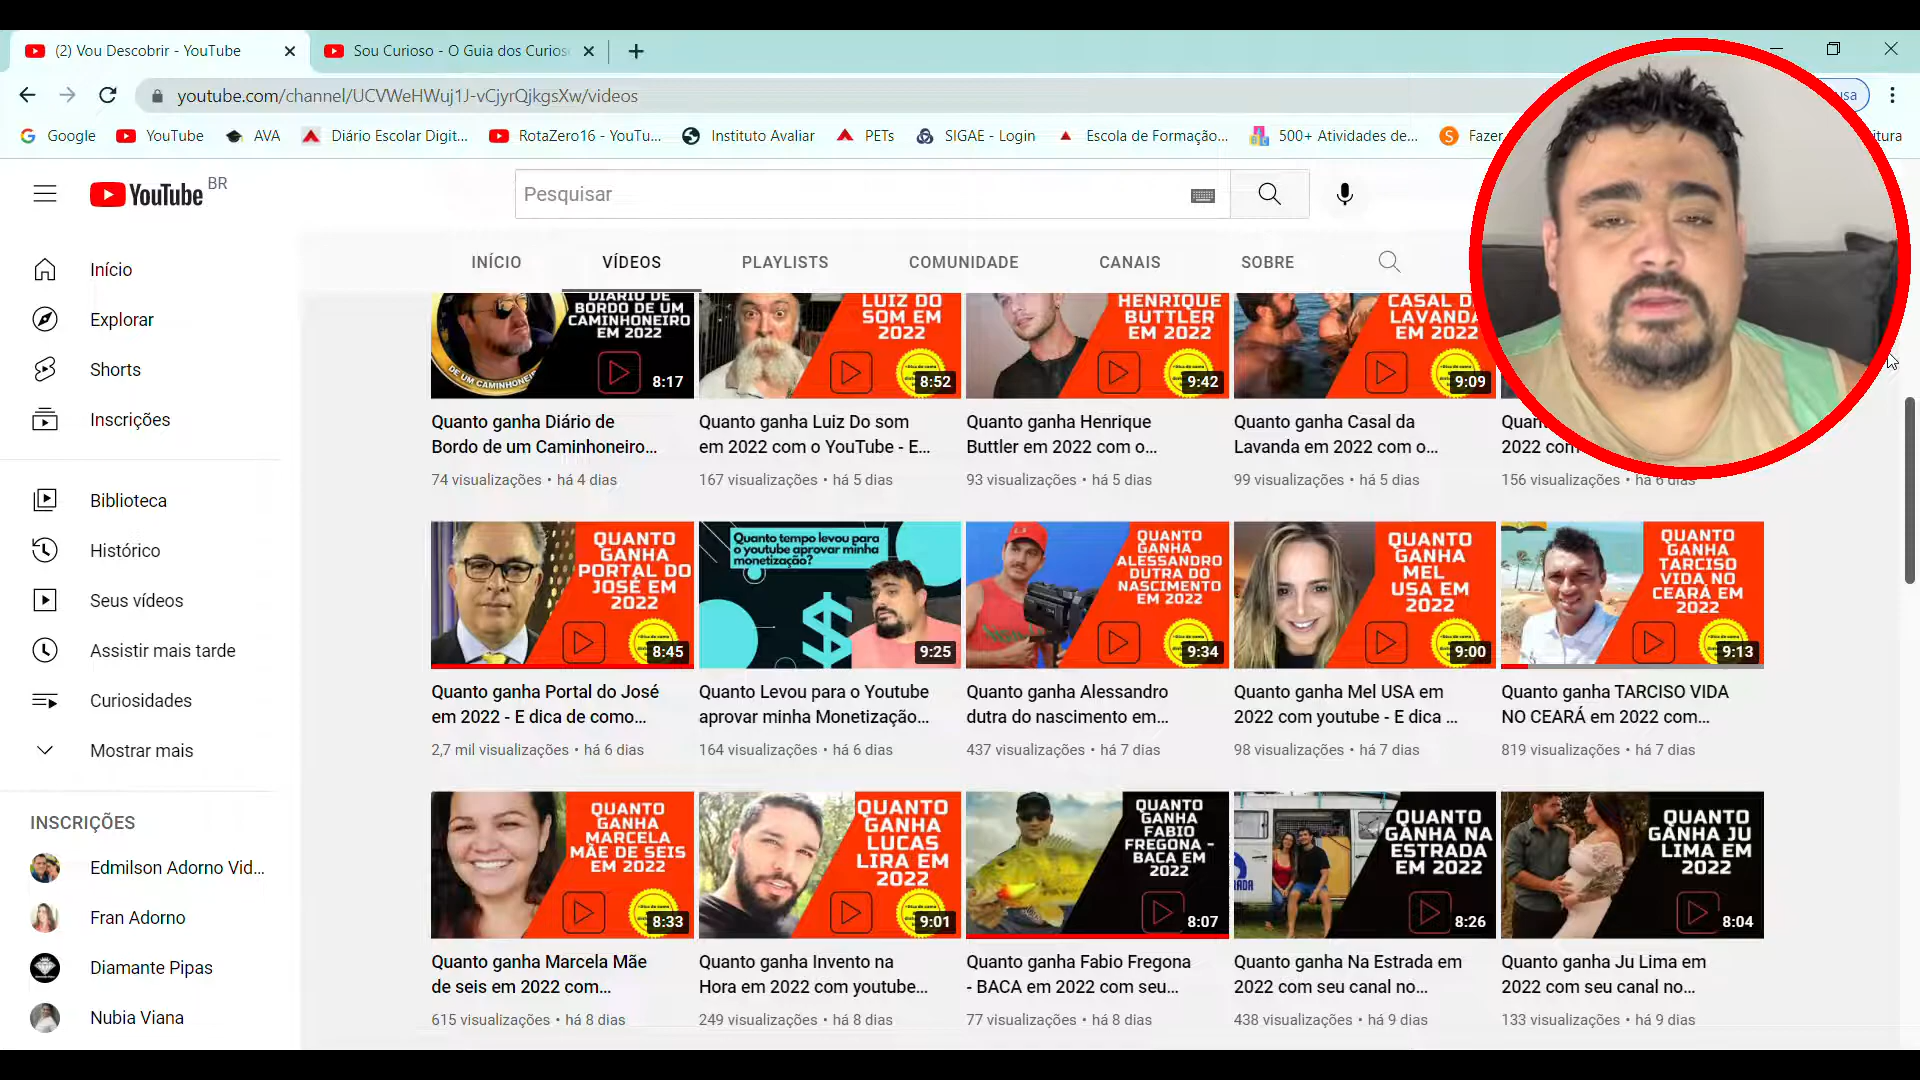 (2) Vou Descobrir - YouTube
Sou Curioso - O Guia dos Curios
youtube.com/channel/UCVWeHWuj1J-vCjyrQjkgsXw/videos
usa
Google
YouTube
AVA
Diário Escolar Digit...
RotaZero16 - YouTu...
Instituto Avaliar
PETs
SIGAE - Login
Escola de Formação...
500+ Atividades de...
Fazer
itura
YouTube BR
Pesquisar
INÍCIO
VÍDEOS
PLAYLISTS
COMUNIDADE
CANAIS
SOBRE
Início
Explorar
Shorts
Inscrições
Biblioteca
Histórico
Seus vídeos
Assistir mais tarde
Curiosidades
Mostrar mais
INSCRIÇÕES
Edmilson Adorno Vid...
Fran Adorno
Diamante Pipas
Nubia Viana
DIÁRIO DE
BORDO DE UM
CAMINHONEIRO
EM 2022
DE UM CAMINHONEIRO
8:17
Quanto ganha Diário de
Bordo de um Caminhoneiro...
74 visualizações • há 4 dias
LUIZ DO
SOM EM
2022
8:52
Quanto ganha Luiz Do som
em 2022 com o YouTube - E...
167 visualizações • há 5 dias
HENRIQUE
BUTTLER
EM 2022
9:42
Quanto ganha Henrique
Buttler em 2022 com o...
93 visualizações • há 5 dias
CASAL D
LAVANDA
EM 2022
9:09
Quanto ganha Casal da
Lavanda em 2022 com o...
99 visualizações • há 5 dias
Quan
2022 com
156 visualizações • há 6 dias
QUANTO
GANHA
PORTAL DO
JOSÉ EM
2022
8:45
Quanto ganha Portal do José
em 2022 - E dica de como...
2,7 mil visualizações • há 6 dias
Quanto tempo levou para
o youtube aprovar minha
monetização?
$
9:25
Quanto Levou para o Youtube
aprovar minha Monetização...
164 visualizações • há 6 dias
QUANTO
GANHA
ALESSANDRO
DUTRA DO
NASCIMENTO
EM 2022
9:34
Quanto ganha Alessandro
dutra do nascimento em...
437 visualizações • há 7 dias
QUANTO
GANHA
MEL
USA EM
2022
9:00
Quanto ganha Mel USA em
2022 com youtube - E dica ...
98 visualizações • há 7 dias
QUANTO
GANHA
TARCISO
VIDA NO
CEARÁ EM
2022
9:13
Quanto ganha TARCISO VIDA
NO CEARÁ em 2022 com...
819 visualizações • há 7 dias
QUANTO
GANHA
MARCELA
MÃE DE SEIS
EM 2022
8:33
Quanto ganha Marcela Mãe
de seis em 2022 com...
615 visualizações • há 8 dias
QUANTO
GANHA
LUCAS
LIRA EM
2022
9:01
Quanto ganha Invento na
Hora em 2022 com youtube...
249 visualizações • há 8 dias
QUANTO
GANHA
FABIO
FREGONA -
BACA EM
2022
8:07
Quanto ganha Fabio Fregona
- BACA em 2022 com seu...
77 visualizações • há 8 dias
QUANTO
GANHA NA
ESTRADA
EM 2022
8:26
Quanto ganha Na Estrada em
2022 com seu canal no...
438 visualizações • há 9 dias
QUANTO
GANHA JU
LIMA EM
2022
8:04
Quanto ganha Ju Lima em
2022 com seu canal no...
133 visualizações • há 9 dias